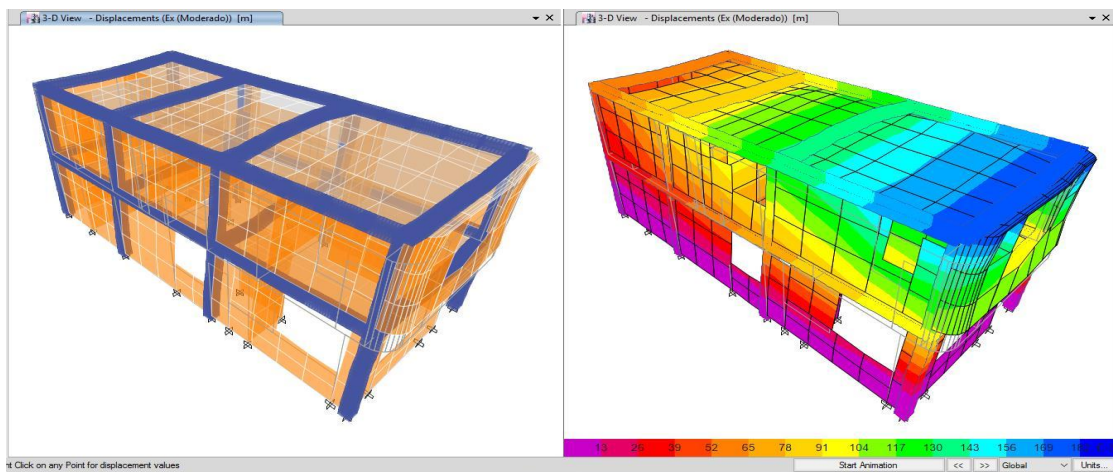 3-D View - Displacements (Ex (Moderado)) [m]
3-D View - Displacements (Ex (Moderado)) [m]
13 26 39 52 65 78 91 104 117 130 143 156 169
nt Click on any Point for displacement values
Start Animation << >> Global Units...